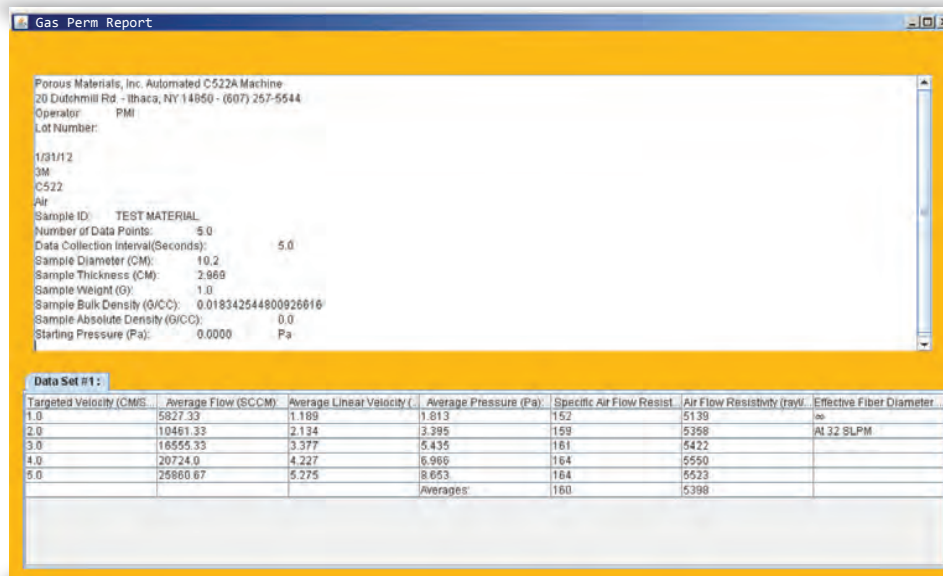 Gas Perm Report
Porous Materials, Inc. Automated C522A Machine
20 Dutchmill Rd. - Ithaca, NY 14850 - (607) 257-5544
Operator PMI
Lot Number:
1/31/12
3M
C522
Air
Sample ID: TEST MATERIAL
Number of Data Points: 5.0
Data Collection Interval(Seconds): 5.0
Sample Diameter (CM): 10.2
Sample Thickness (CM): 2.969
Sample Weight (G): 1.0
Sample Bulk Density (G/CC): 0.018342544800926616
Sample Absolute Density (G/CC): 0.0
Starting Pressure (Pa): 0.0000 Pa
Data Set #1:
Targeted Velocity (CM/S... Average Flow (SCCM): Average Linear Velocity (... Average Pressure (Pa): Specific Air Flow Resist... Air Flow Resistivity (rayl/... Effective Fiber Diameter...
1.0 5827.33 1.189 1.813 152 5139 ∞
2.0 10461.33 2.134 3.395 159 5358 At 32 SLPM
3.0 16555.33 3.377 5.435 161 5422
4.0 20724.0 4.227 6.966 164 5550
5.0 25860.67 5.275 8.653 164 5523
Averages: 160 5398